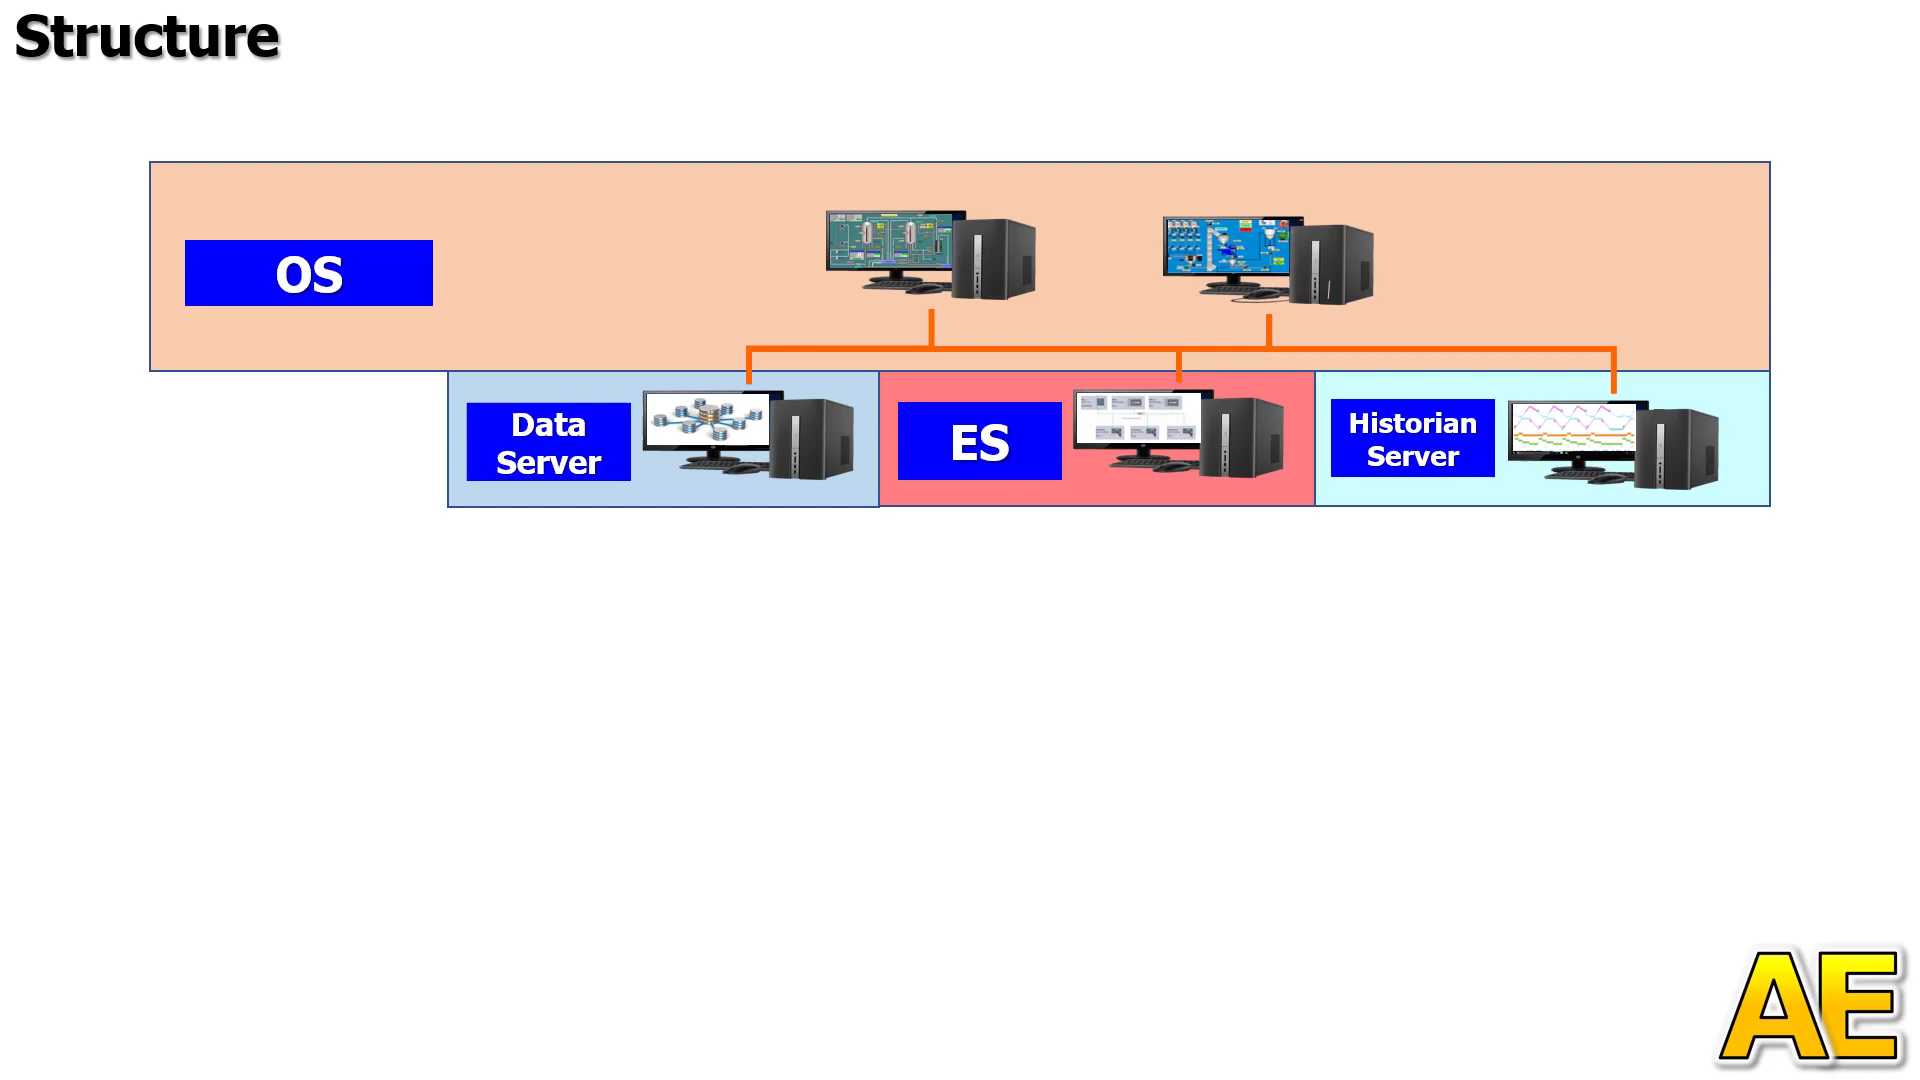 Structure
OS
Data
Server
ES
Historian
Server
AE